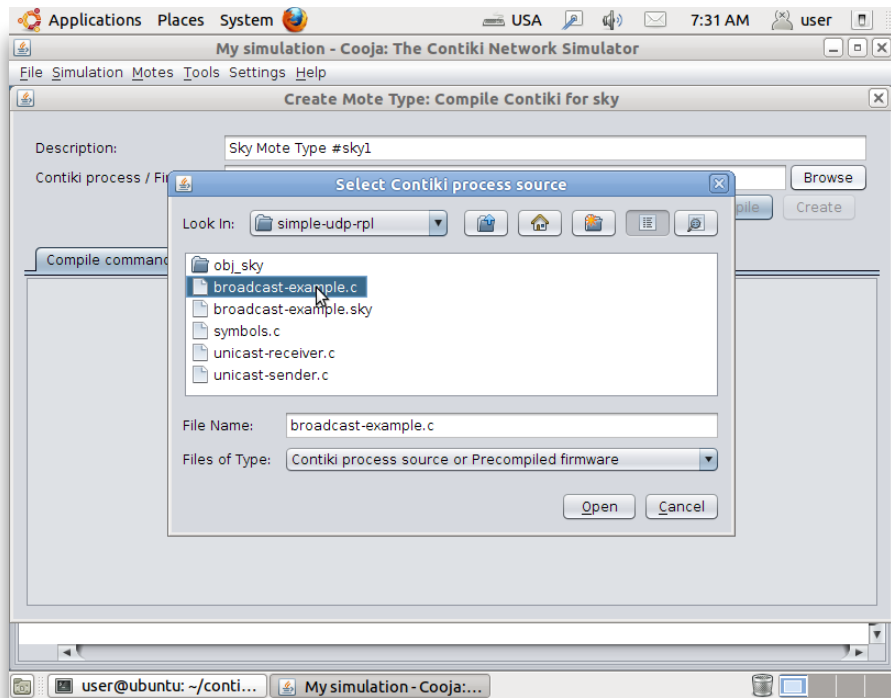 Applications Places System USA 7:31 AM user
My simulation - Cooja: The Contiki Network Simulator
File Simulation Motes Tools Settings Help
Create Mote Type: Compile Contiki for sky
Description: Sky Mote Type #sky1
Contiki process / Fi Browse
Select Contiki process source
pile Create
Look In: simple-udp-rpl
Compile command
obj_sky
broadcast-example.c
broadcast-example.sky
symbols.c
unicast-receiver.c
unicast-sender.c
File Name: broadcast-example.c
Files of Type: Contiki process source or Precompiled firmware
Open Cancel
user@ubuntu: ~/conti... My simulation - Cooja:...